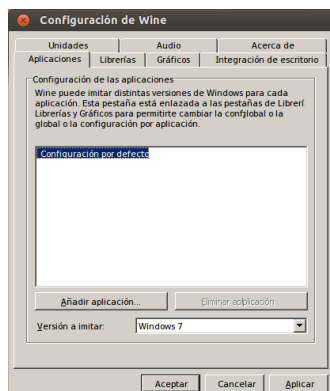 Configuración de Wine
Unidades Audio Acerca de
Aplicaciones Librerías Gráficos Integración de escritorio
Configuración de las aplicaciones
Wine puede imitar distintas versiones de Windows para cada
aplicación. Esta pestaña está enlazada a las pestañas de Librerí
Librerías y Gráficos para permitirte cambiar la confglobal o la
global o la configuración por aplicación.
Configuración por defecto
Añadir aplicación... Eliminar aplicación
Versión a imitar: Windows 7
Aceptar Cancelar Aplicar